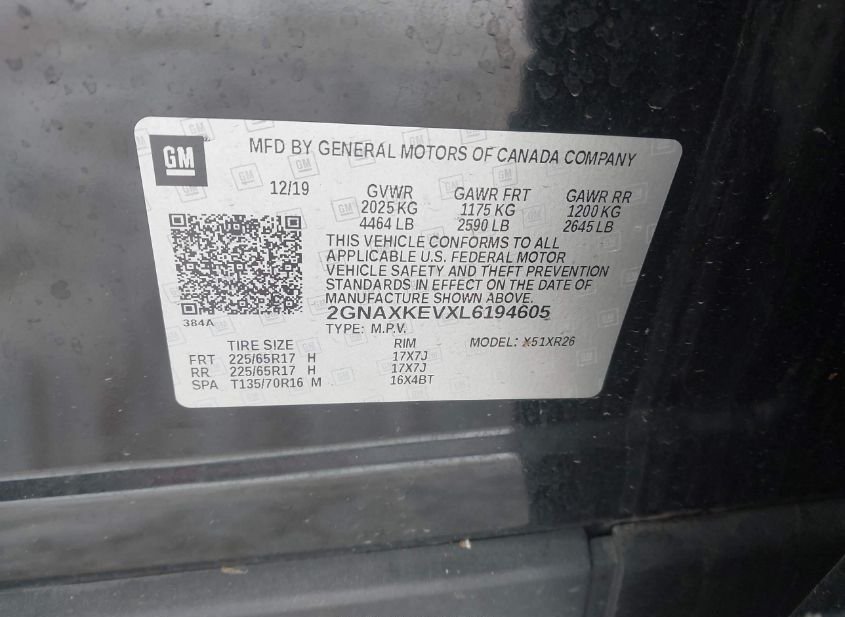 GM
MFD BY GENERAL MOTORS OF CANADA COMPANY
12/19 GVWR GAWR FRT GAWR RR
2025 KG 1175 KG 1200 KG
4464 LB 2590 LB 2645 LB
THIS VEHICLE CONFORMS TO ALL
APPLICABLE U.S. FEDERAL MOTOR
VEHICLE SAFETY AND THEFT PREVENTION
STANDARDS IN EFFECT ON THE DATE OF
MANUFACTURE SHOWN ABOVE.
384A
2GNAXKEVXL6194605
TYPE: M.P.V.
TIRE SIZE RIM MODEL: X51XR26
FRT 225/65R17 H 17X7J
RR 225/65R17 H 17X7J
SPA T135/70R16 M 16X4BT